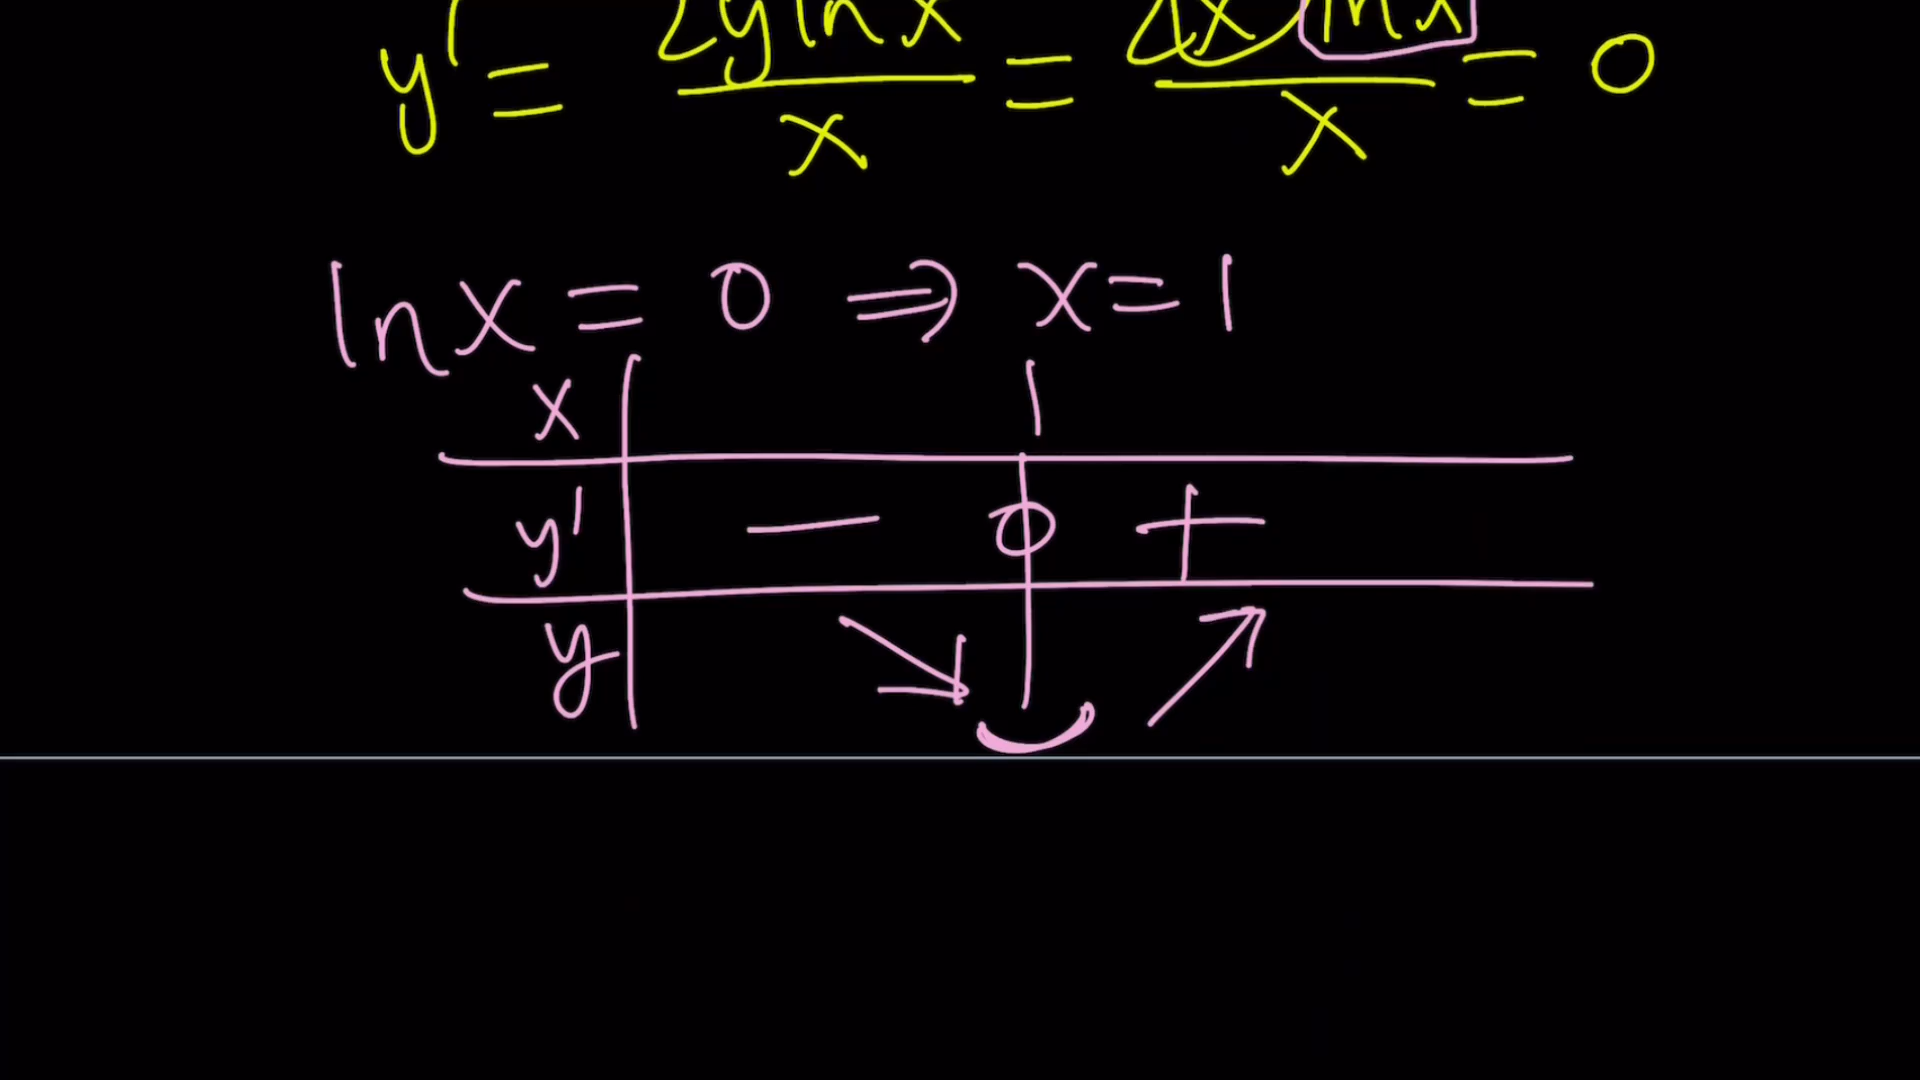 y' = 2y ln x / x = 2x ln x / x = 0
ln x = 0 ⇒ x = 1
x 1
y' — 0 +
y ↘ ↗